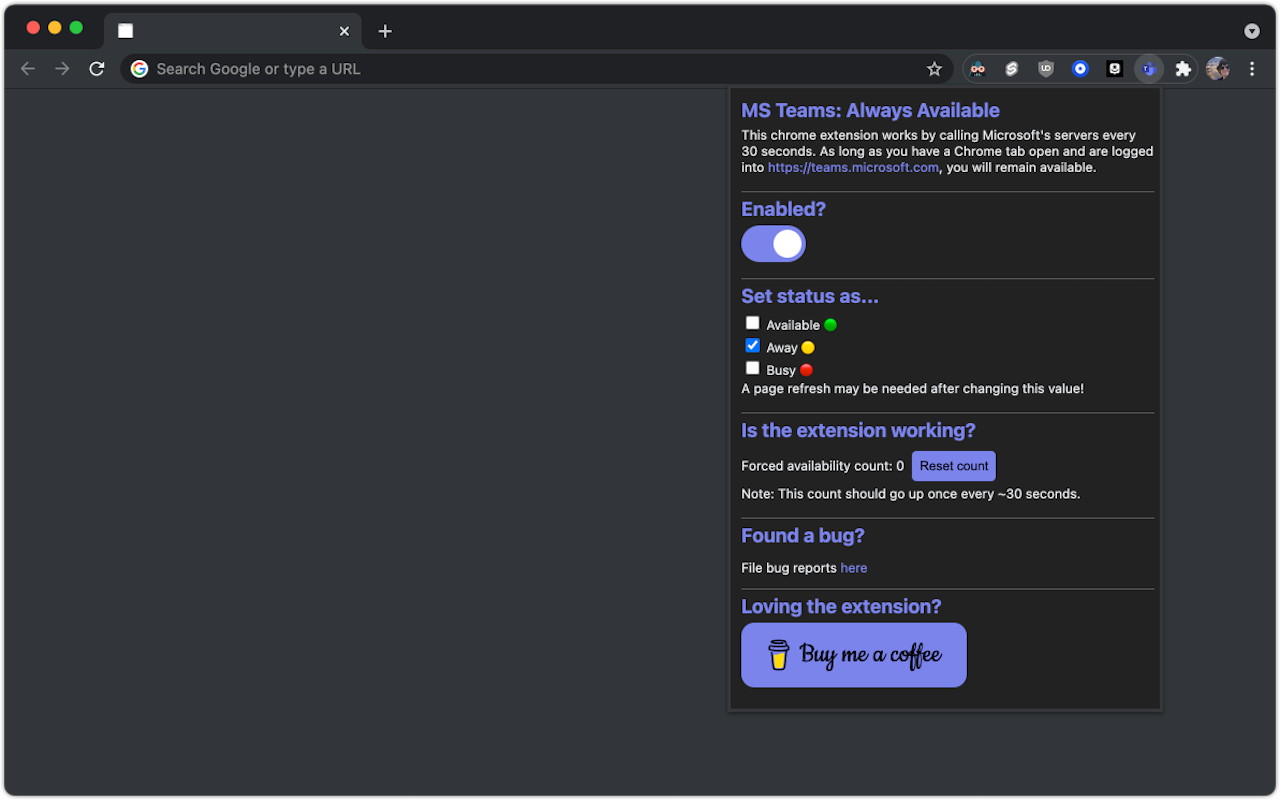 Search Google or type a URL
MS Teams: Always Available
This chrome extension works by calling Microsoft's servers every
30 seconds. As long as you have a Chrome tab open and are logged
into https://teams.microsoft.com, you will remain available.
Enabled?
Set status as...
Available
Away
Busy
A page refresh may be needed after changing this value!
Is the extension working?
Forced availability count: 0 Reset count
Note: This count should go up once every ~30 seconds.
Found a bug?
File bug reports here
Loving the extension?
Buy me a coffee